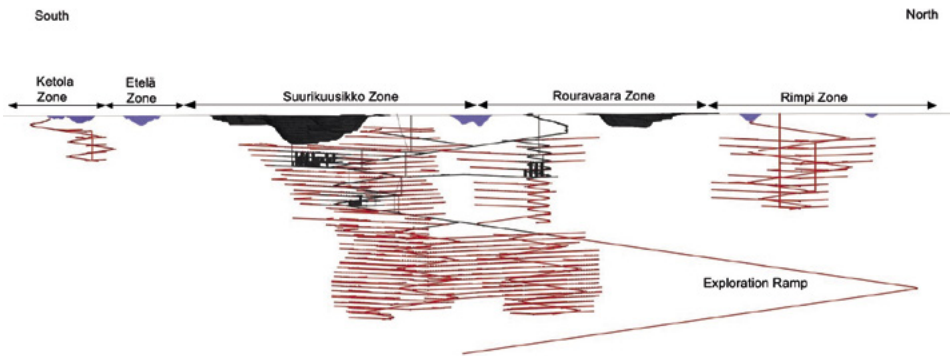 South
North
Ketola
Zone
Etelä
Zone
Suurikuusikko Zone
Rouravaara Zone
Rimpi Zone
Exploration Ramp